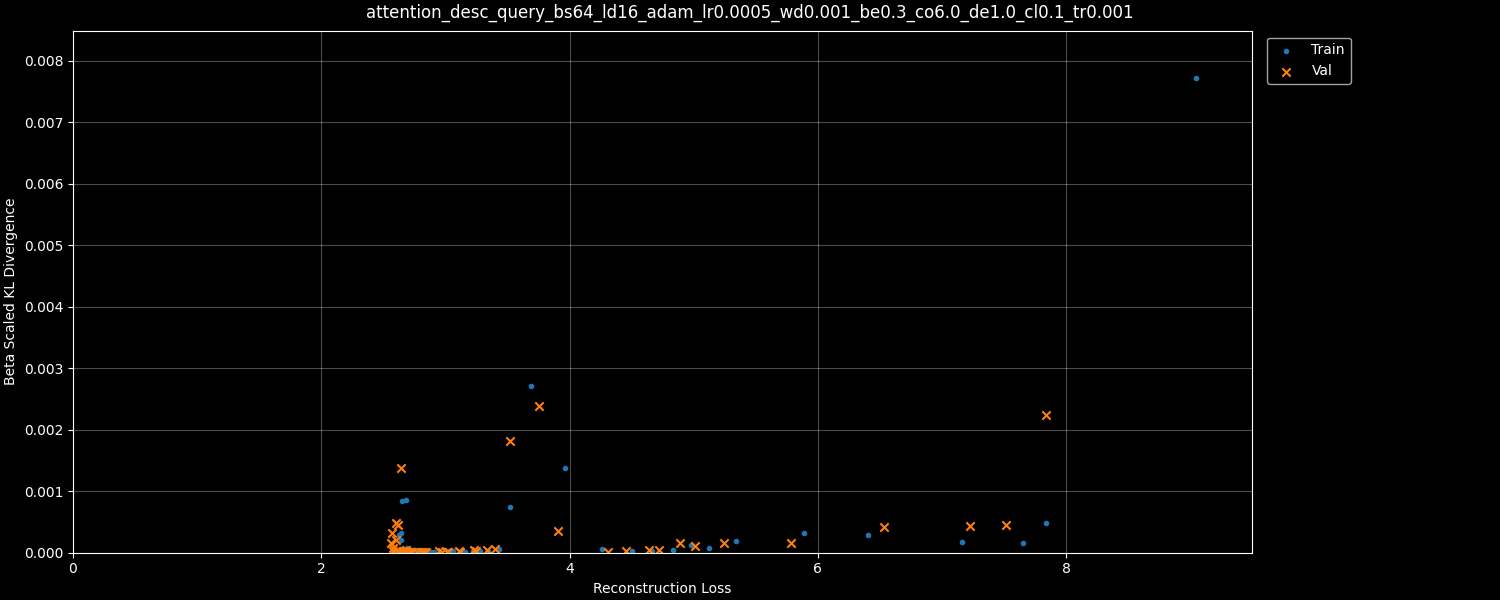 attention_desc_query_bs64_ld16_adam_lr0.0005_wd0.001_be0.3_co6.0_de1.0_cl0.1_tr0.001
Train
Val
Beta Scaled KL Divergence
0.008
0.007
0.006
0.005
0.004
0.003
0.002
0.001
0.000
0
2
4
6
8
Reconstruction Loss